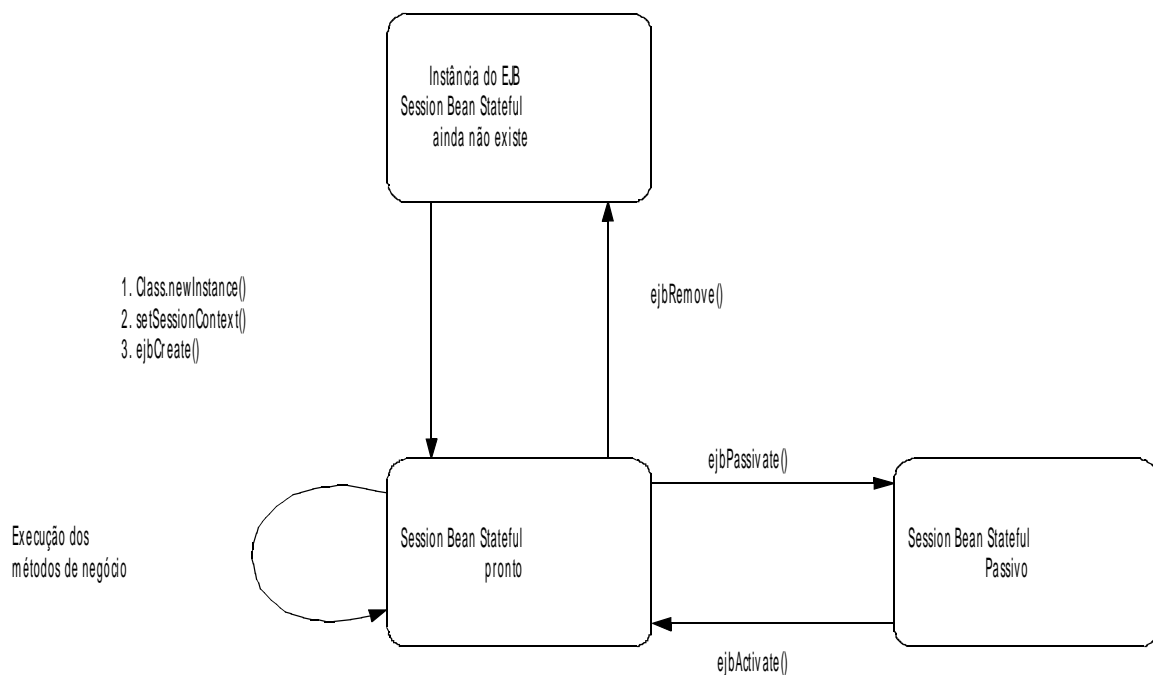 Instância do EJB
Session Bean Stateful
ainda não existe
1. Class.newInstance()
2. setSessionContext()
3. ejbCreate()
ejbRemove()
ejbPassivate()
Execução dos
métodos de negócio
Session Bean Stateful
pronto
Session Bean Stateful
Passivo
ejbActivate()